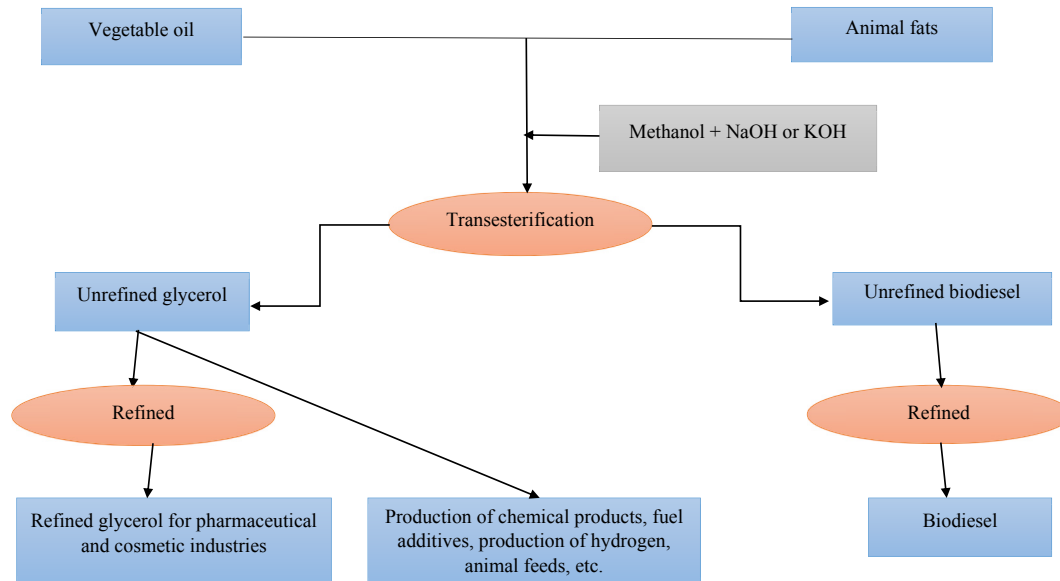 Vegetable oil
Animal fats
Methanol + NaOH or KOH
Transesterification
Unrefined glycerol
Unrefined biodiesel
Refined
Refined
Refined glycerol for pharmaceutical
and cosmetic industries
Production of chemical products, fuel
additives, production of hydrogen,
animal feeds, etc.
Biodiesel